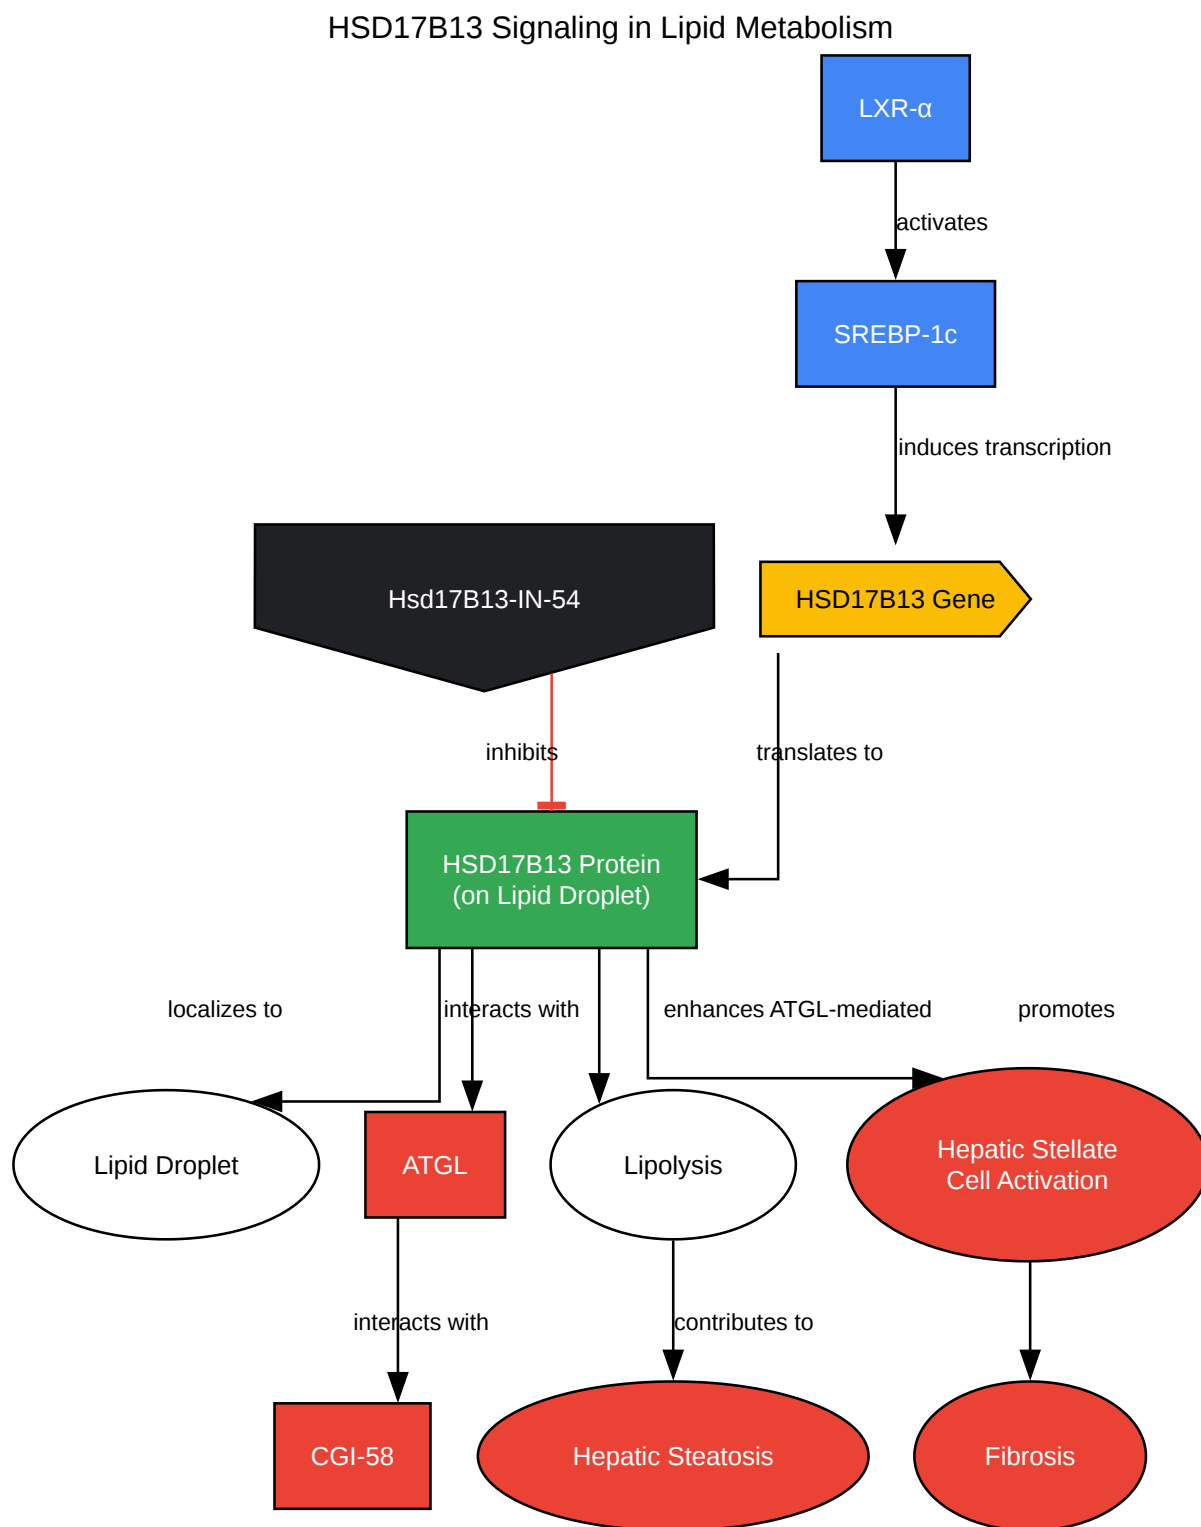 HSD17B13 Signaling in Lipid Metabolism
LXR-α
activates
SREBP-1c
induces transcription
Hsd17B13-IN-54
HSD17B13 Gene
inhibits
translates to
HSD17B13 Protein
(on Lipid Droplet)
localizes to
interacts with
enhances ATGL-mediated
promotes
Lipid Droplet
ATGL
Lipolysis
Hepatic Stellate
Cell Activation
interacts with
contributes to
CGI-58
Hepatic Steatosis
Fibrosis